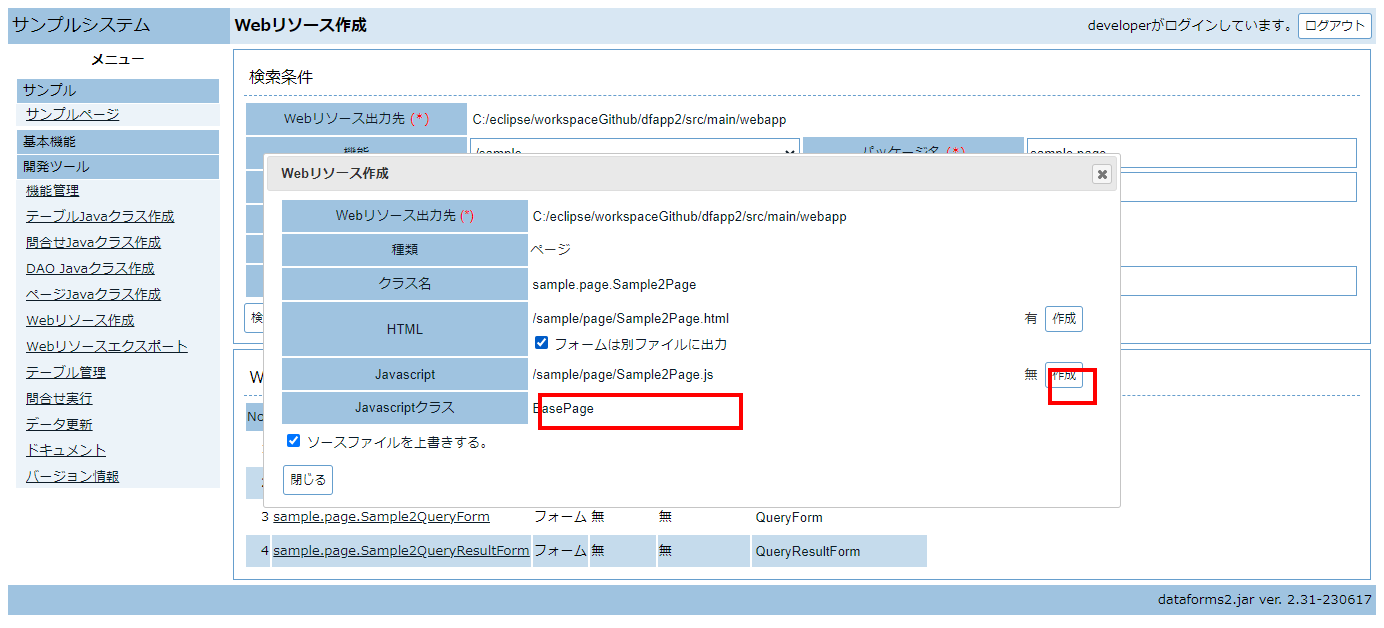 サンプルシステム
Webリソース作成
developerがログインしています。 ログアウト
メニュー
サンプル
サンプルページ
基本機能
開発ツール
機能管理
テーブルJavaクラス作成
問合せJavaクラス作成
DAO Javaクラス作成
ページJavaクラス作成
Webリソース作成
Webリソースエクスポート
テーブル管理
問合せ実行
データ更新
ドキュメント
バージョン情報
検索条件
Webリソース出力先 (*) C:/eclipse/workspaceGithub/dfapp2/src/main/webapp
機能 /sample パッケージ名 (*) sample.page
Webリソース作成
Webリソース出力先 (*) C:/eclipse/workspaceGithub/dfapp2/src/main/webapp
種類 ページ
クラス名 sample.page.Sample2Page
HTML /sample/page/Sample2Page.html 有 作成
フォームは別ファイルに出力
Javascript /sample/page/Sample2Page.js 無 作成
Javascriptクラス BasePage
ソースファイルを上書きする。
閉じる
検
W
No
3 sample.page.Sample2QueryForm フォーム 無 無 QueryForm
4 sample.page.Sample2QueryResultForm フォーム 無 無 QueryResultForm
dataforms2.jar ver. 2.31-230617